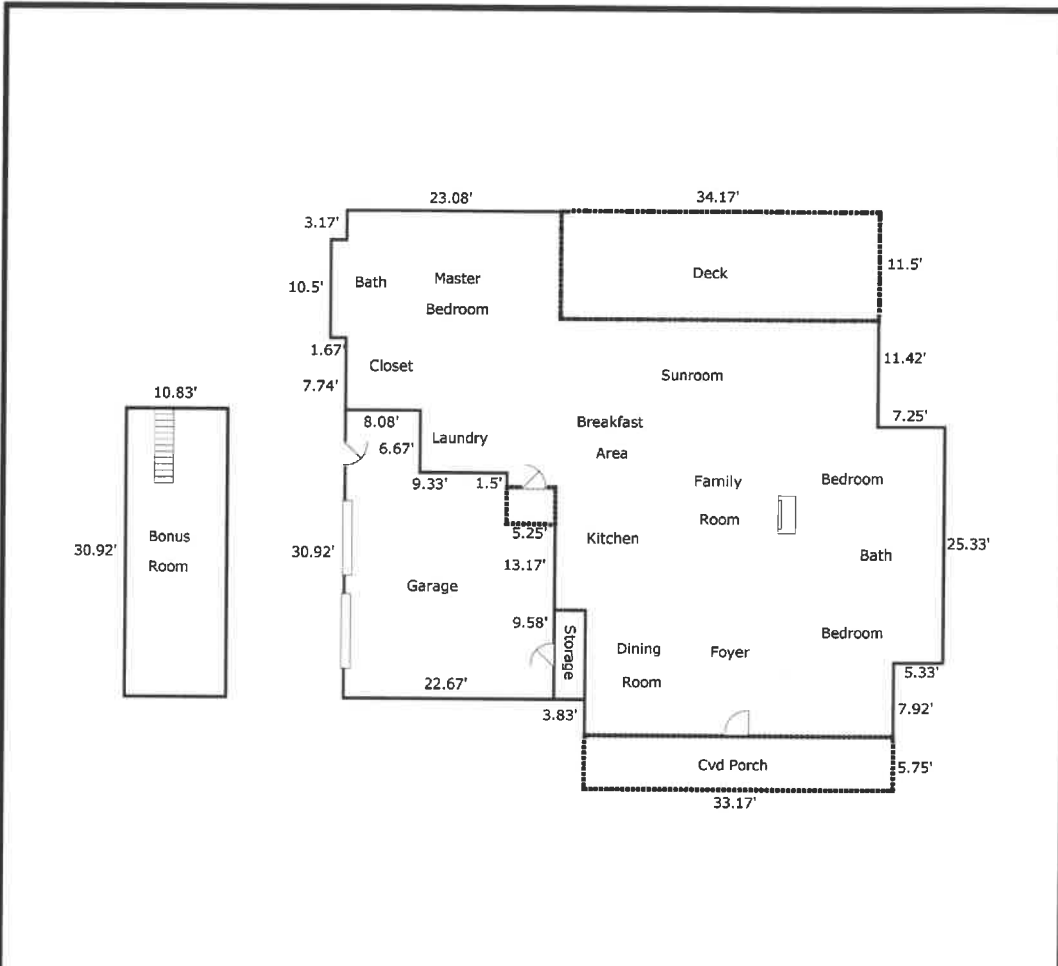 23.08'
34.17'
3.17'
10.5'
Bath
Master
Bedroom
Deck
11.5'
1.67'
7.74'
Closet
Sunroom
11.42'
7.25'
10.83'
8.08'
6.67'
Laundry
Breakfast
Area
9.33'
1.5'
Family
Room
Bedroom
30.92'
Bonus
Room
30.92'
5.25'
13.17'
Kitchen
Bath
25.33'
Garage
9.58'
Storage
Dining
Room
Foyer
Bedroom
5.33'
7.92'
22.67'
3.83'
Cvd Porch
5.75'
33.17'